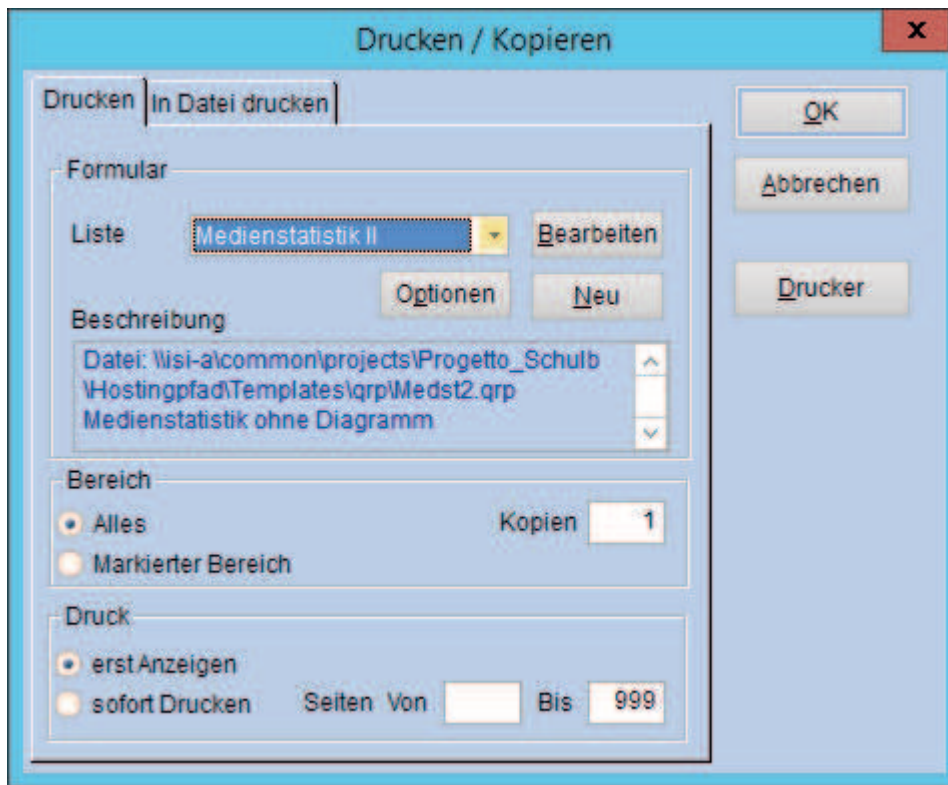 Drucken / Kopieren
x
Drucken In Datei drucken
OK
Abbrechen
Drucker
Formular
Liste Medienstatistik II Bearbeiten
Optionen Neu
Beschreibung
Datei: \\isi-a\common\projects\Progetto_Schulb
\Hostingpfad\Templates\qrp\Medst2.qrp
Medienstatistik ohne Diagramm
Bereich
Alles Kopien 1
Markierter Bereich
Druck
erst Anzeigen
sofort Drucken Seiten Von Bis 999